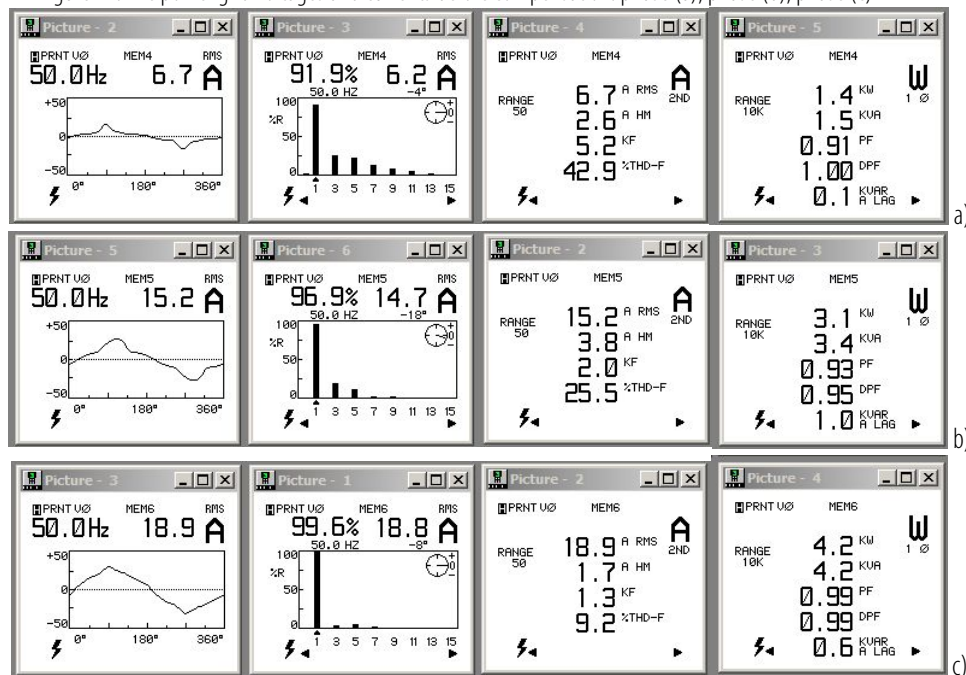 Picture - 2
PRNT VØ MEM4 RMS
50.0Hz 6.7 A
+50
0
-50
0° 180° 360°
Picture - 3
PRNT VØ MEM4 RMS
91.9% 6.2 A
50.0 HZ -4°
100
%R
50
0
1 3 5 7 9 11 13 15
Picture - 4
PRNT VØ MEM4
A
2ND
RANGE
50
6.7 A RMS
2.6 A HM
5.2 KF
42.9 %THD-F
Picture - 5
PRNT VØ MEM4
W
1 Ø
RANGE
10K
1.4 KW
1.5 KVA
0.91 PF
1.00 DPF
0.1 KVAR
A LAG
a)
Picture - 5
PRNT VØ MEM5 RMS
50.0Hz 15.2 A
+50
0
-50
0° 180° 360°
Picture - 6
PRNT VØ MEM5 RMS
96.9% 14.7 A
50.0 HZ -18°
100
%R
50
0
1 3 5 7 9 11 13 15
Picture - 2
PRNT VØ MEM5
A
2ND
RANGE
50
15.2 A RMS
3.8 A HM
2.0 KF
25.5 %THD-F
Picture - 3
PRNT VØ MEM5
W
1 Ø
RANGE
10K
3.1 KW
3.4 KVA
0.93 PF
0.95 DPF
1.0 KVAR
A LAG
b)
Picture - 3
PRNT VØ MEM6 RMS
50.0Hz 18.9 A
+50
0
-50
0° 180° 360°
Picture - 1
PRNT VØ MEM6 RMS
99.6% 18.8 A
50.0 HZ -8°
100
%R
50
0
1 3 5 7 9 11 13 15
Picture - 2
PRNT VØ MEM6
A
2ND
RANGE
50
18.9 A RMS
1.7 A HM
1.3 KF
9.2 %THD-F
Picture - 4
PRNT VØ MEM6
W
1 Ø
RANGE
10K
4.2 KW
4.2 KVA
0.99 PF
0.99 DPF
0.6 KVAR
A LAG
c)